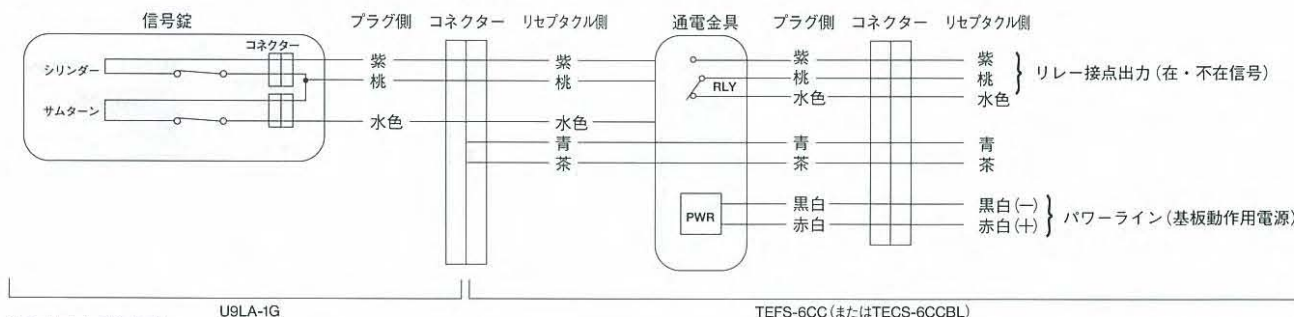 信号錠 プラグ側 コネクター リセプタクル側 通電金具 プラグ側 コネクター リセプタクル側
コネクター
シリンダー 紫 紫 紫 紫
桃 桃 RLY 桃 桃 リレー接点出力(在・不在信号)
水色 水色
サムターン 水色 水色
青 青 青
茶 茶 茶
PWR 黒白 黒白(ー)
赤白 赤白(+) パワーライン(基板動作用電源)
U9LA-1G TEFS-6CC(またはTECS-6CCBL)